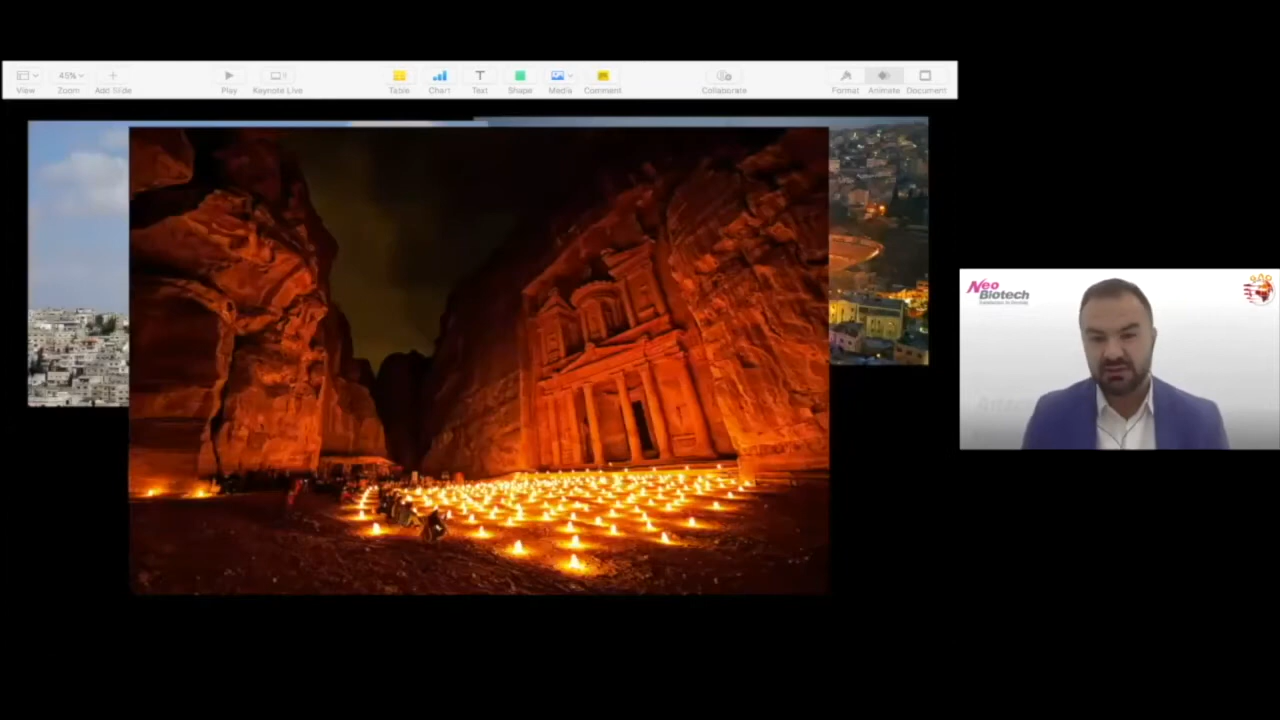 View
45%
Zoom
Add Slide
Play
Keynote Live
Table
Chart
T
Text
Shape
Media
Comment
Collaborate
Format
Animate
Document
Neo
Biotech